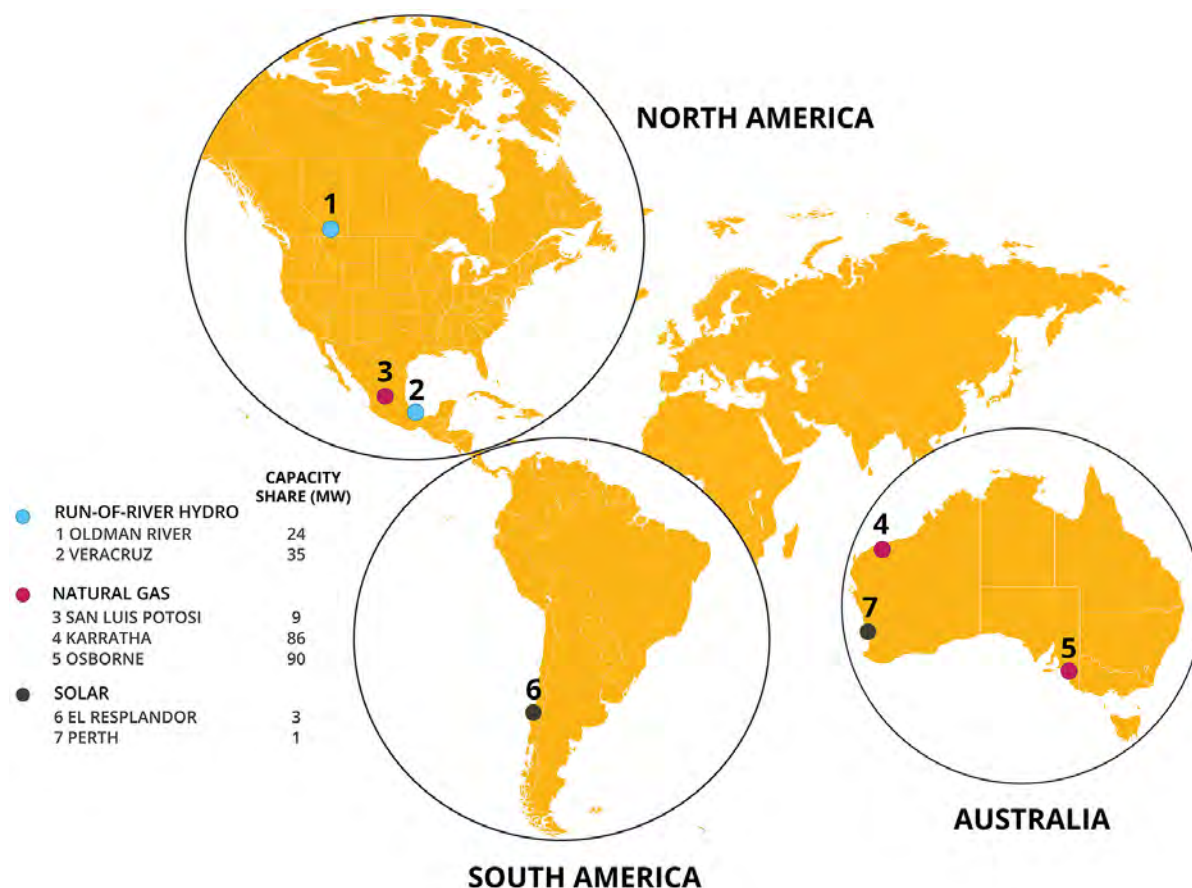 NORTH AMERICA
1
3
2
CAPACITY
SHARE (MW)
RUN-OF-RIVER HYDRO
1 OLDMAN RIVER 24
2 VERACRUZ 35
NATURAL GAS
3 SAN LUIS POTOSI 9
4 KARRATHA 86
5 OSBORNE 90
SOLAR
6 EL RESPLANDOR 3
7 PERTH 1
6
4
7
5
AUSTRALIA
SOUTH AMERICA